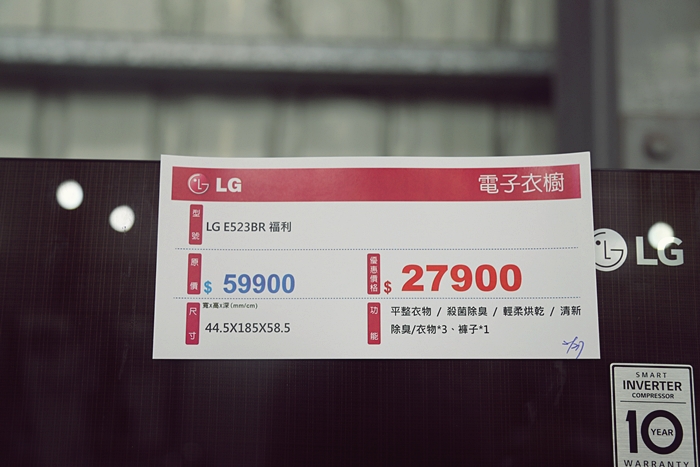 LG 電子衣櫥
型號 LG E523BR 福利
原價 $ 59900 優惠價格 $ 27900
尺寸 寬x高x深(mm/cm) 44.5X185X58.5
功能 平整衣物 / 殺菌除臭 / 輕柔烘乾 / 清新
除臭/衣物*3、褲子*1
LG
SMART
INVERTER
COMPRESSOR
10 YEAR
WARRANTY